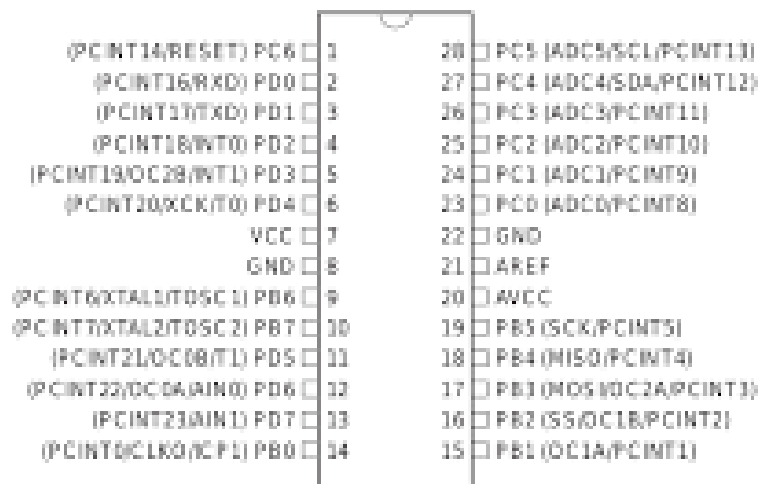 (PCINT14/RESET) PC6 1 28 PC5 (ADC5/SCL/PCINT13)
(PCINT16/RXD) PD0 2 27 PC4 (ADC4/SDA/PCINT12)
(PCINT17/TXD) PD1 3 26 PC3 (ADC3/PCINT11)
(PCINT18/INT0) PD2 4 25 PC2 (ADC2/PCINT10)
(PCINT19/OC2B/INT1) PD3 5 24 PC1 (ADC1/PCINT9)
(PCINT20/XCK/T0) PD4 6 23 PC0 (ADC0/PCINT8)
VCC 7 22 GND
GND 8 21 AREF
(PCINT6/XTAL1/TOSC1) PB6 9 20 AVCC
(PCINT7/XTAL2/TOSC2) PB7 10 19 PB5 (SCK/PCINT5)
(PCINT21/OC0B/T1) PD5 11 18 PB4 (MISO/PCINT4)
(PCINT22/OC0A/AIN0) PD6 12 17 PB3 (MOSI/OC2A/PCINT3)
(PCINT23/AIN1) PD7 13 16 PB2 (SS/OC1B/PCINT2)
(PCINT0/CLKO/ICP1) PB0 14 15 PB1 (OC1A/PCINT1)